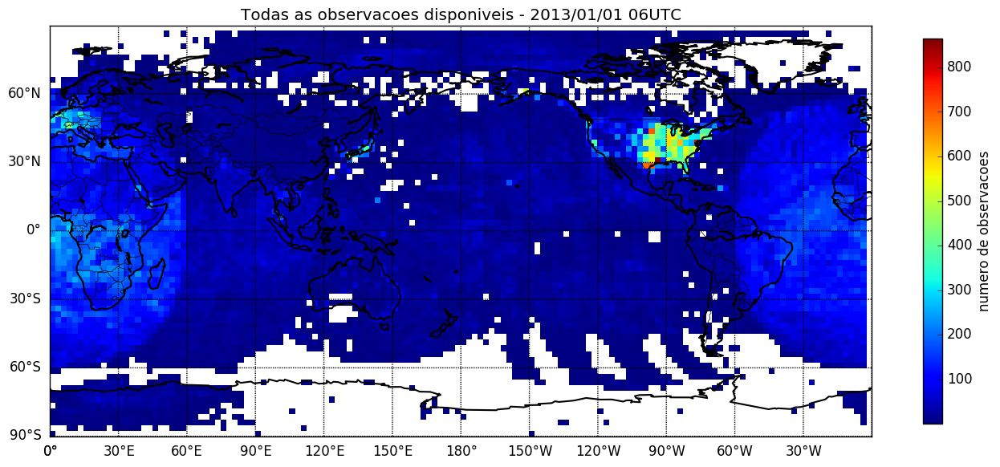 Todas as observacoes disponiveis - 2013/01/01 06UTC
60°N
30°N
0°
30°S
60°S
90°S
0° 30°E 60°E 90°E 120°E 150°E 180° 150°W 120°W 90°W 60°W 30°W
800
700
600
500
400
300
200
100
numero de observacoes